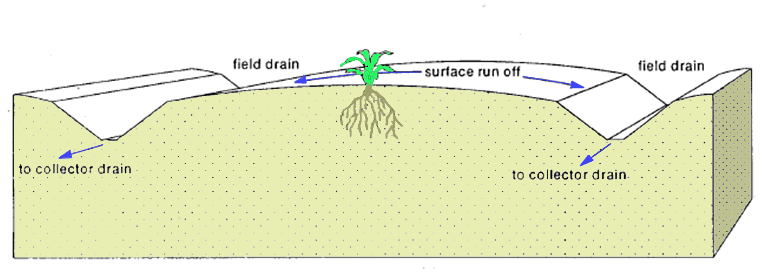 field drain
surface run off
field drain
to collector drain
to collector drain